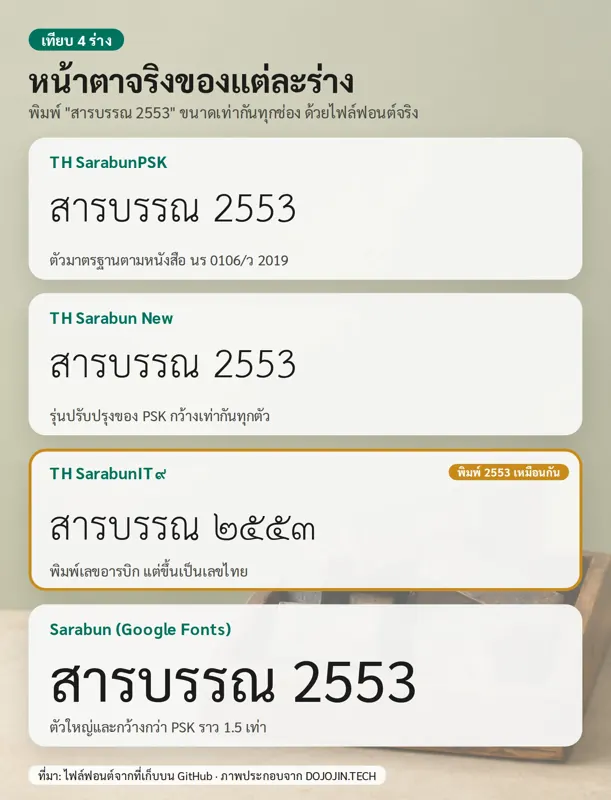 เทียบ 4 ร่าง
หน้าตาจริงของแต่ละร่าง
พิมพ์ "สารบรรณ 2553" ขนาดเท่ากันทุกช่อง ด้วยไฟล์ฟอนต์จริง
TH SarabunPSK
สารบรรณ 2553
ตัวมาตรฐานตามหนังสือ นร 0106/ว 2019
TH Sarabun New
สารบรรณ 2553
รุ่นปรับปรุงของ PSK กว้างเท่ากันทุกตัว
TH SarabunIT๙
พิมพ์ 2553 เหมือนกัน
สารบรรณ ๒๕๕๓
พิมพ์เลขอารบิก แต่ขึ้นเป็นเลขไทย
Sarabun (Google Fonts)
สารบรรณ 2553
ตัวใหญ่และกว้างกว่า PSK ราว 1.5 เท่า
ที่มา: ไฟล์ฟอนต์จากที่เก็บบน GitHub · ภาพประกอบจาก DOJOJIN.TECH